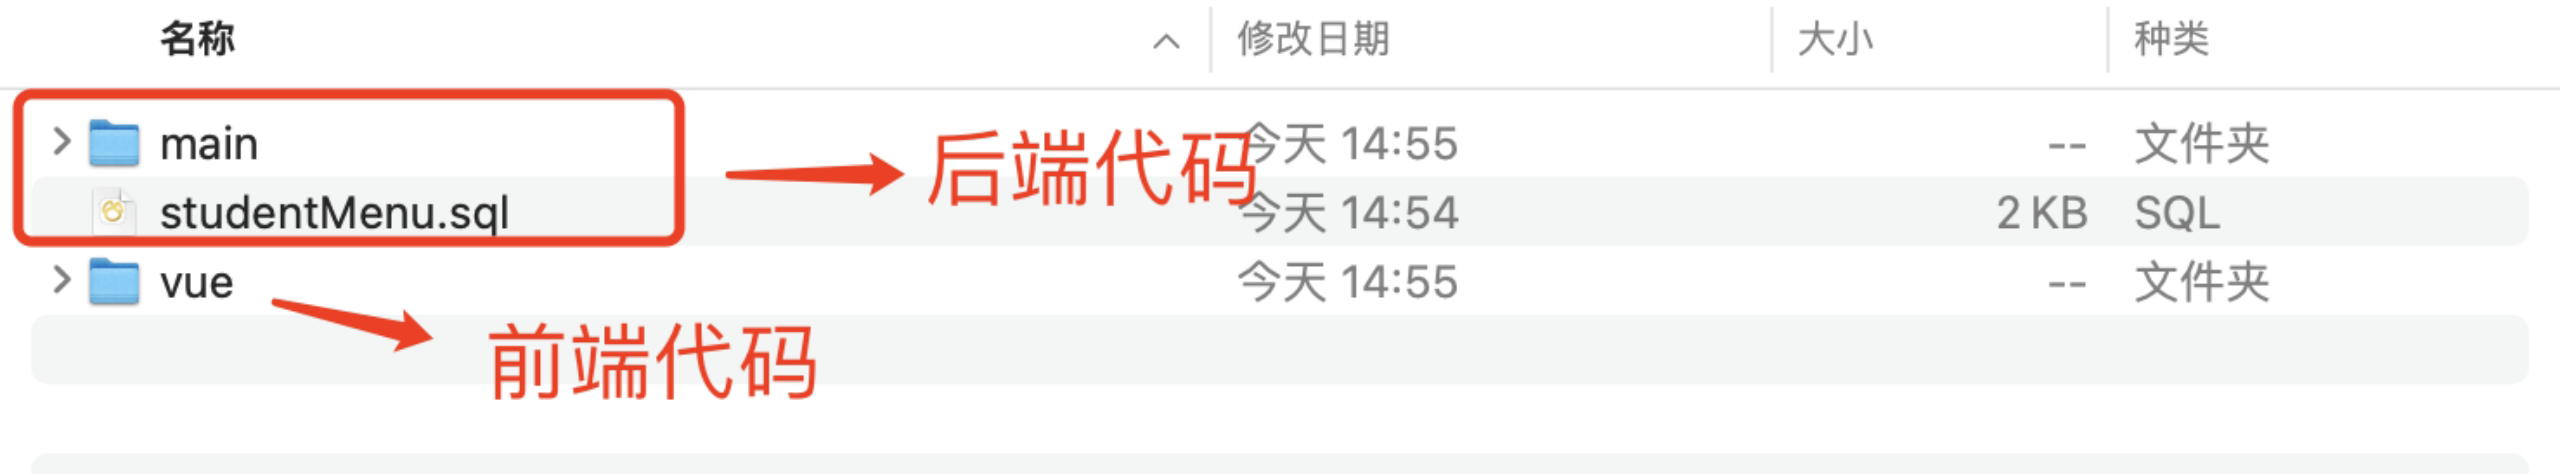 名称 修改日期 大小 种类
main 今天 14:55 -- 文件夹
后端代码
studentMenu.sql 今天 14:54 2 KB SQL
vue 今天 14:55 -- 文件夹
前端代码